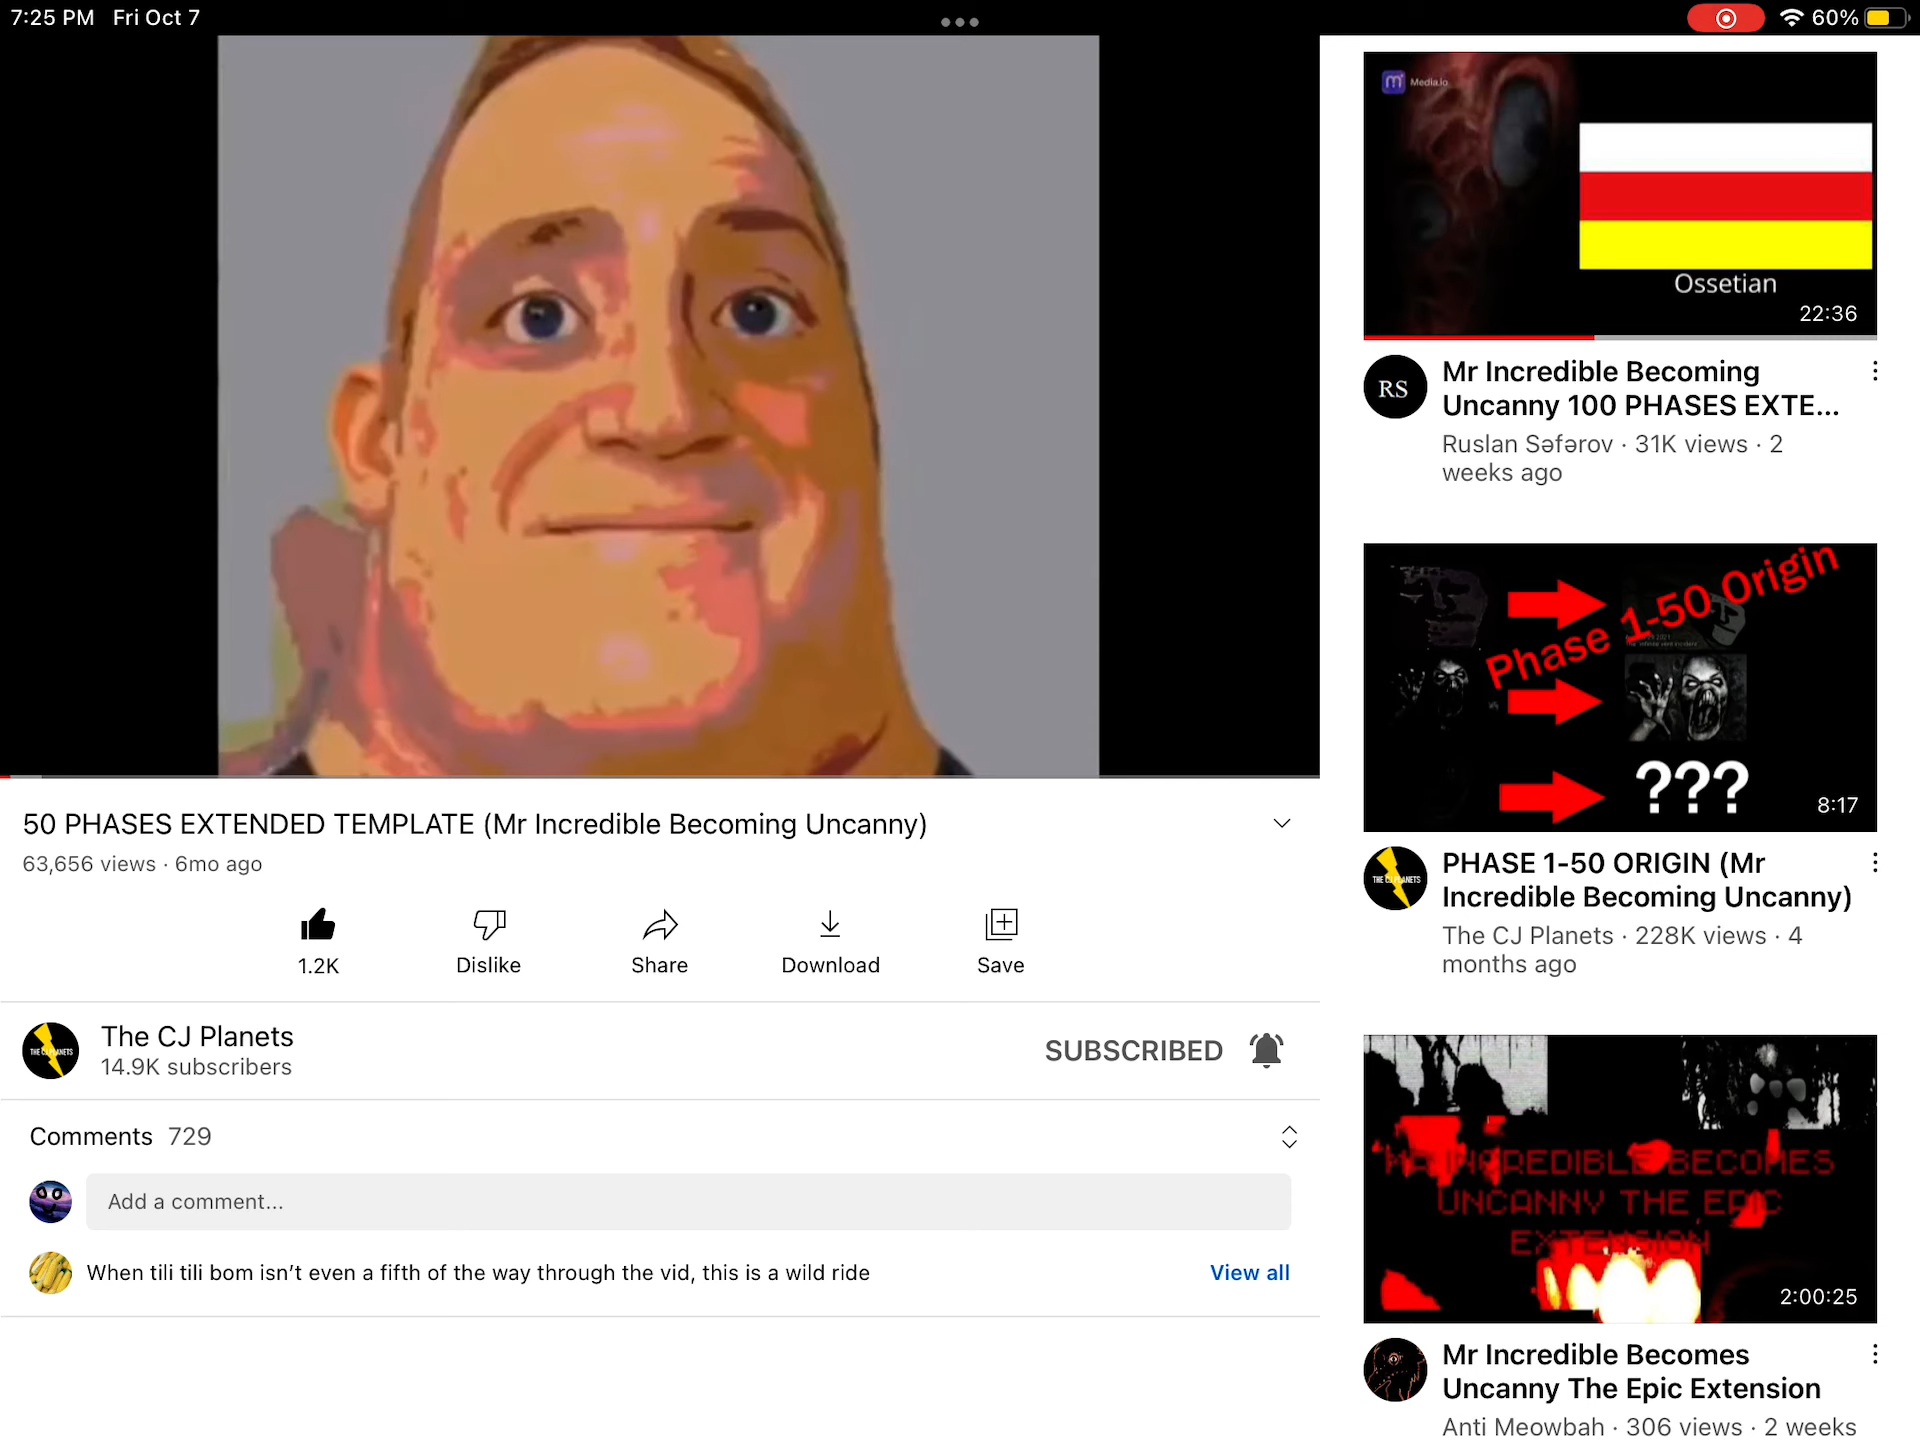 7:25 PM Fri Oct 7
60%
50 PHASES EXTENDED TEMPLATE (Mr Incredible Becoming Uncanny)
63,656 views · 6mo ago
1.2K Dislike Share Download Save
The CJ Planets
14.9K subscribers
SUBSCRIBED
Comments 729
Add a comment...
When tili tili bom isn't even a fifth of the way through the vid, this is a wild ride
View all
Media.io
Ossetian
22:36
RS
Mr Incredible Becoming
Uncanny 100 PHASES EXTE...
Ruslan Səfərov · 31K views · 2
weeks ago
Phase 1-50 Origin
???
8:17
PHASE 1-50 ORIGIN (Mr
Incredible Becoming Uncanny)
The CJ Planets · 228K views · 4
months ago
MR INCREDIBLE BECOMES
UNCANNY THE EPIC
EXTENSION
2:00:25
Mr Incredible Becomes
Uncanny The Epic Extension
Anti Meowbah · 306 views · 2 weeks